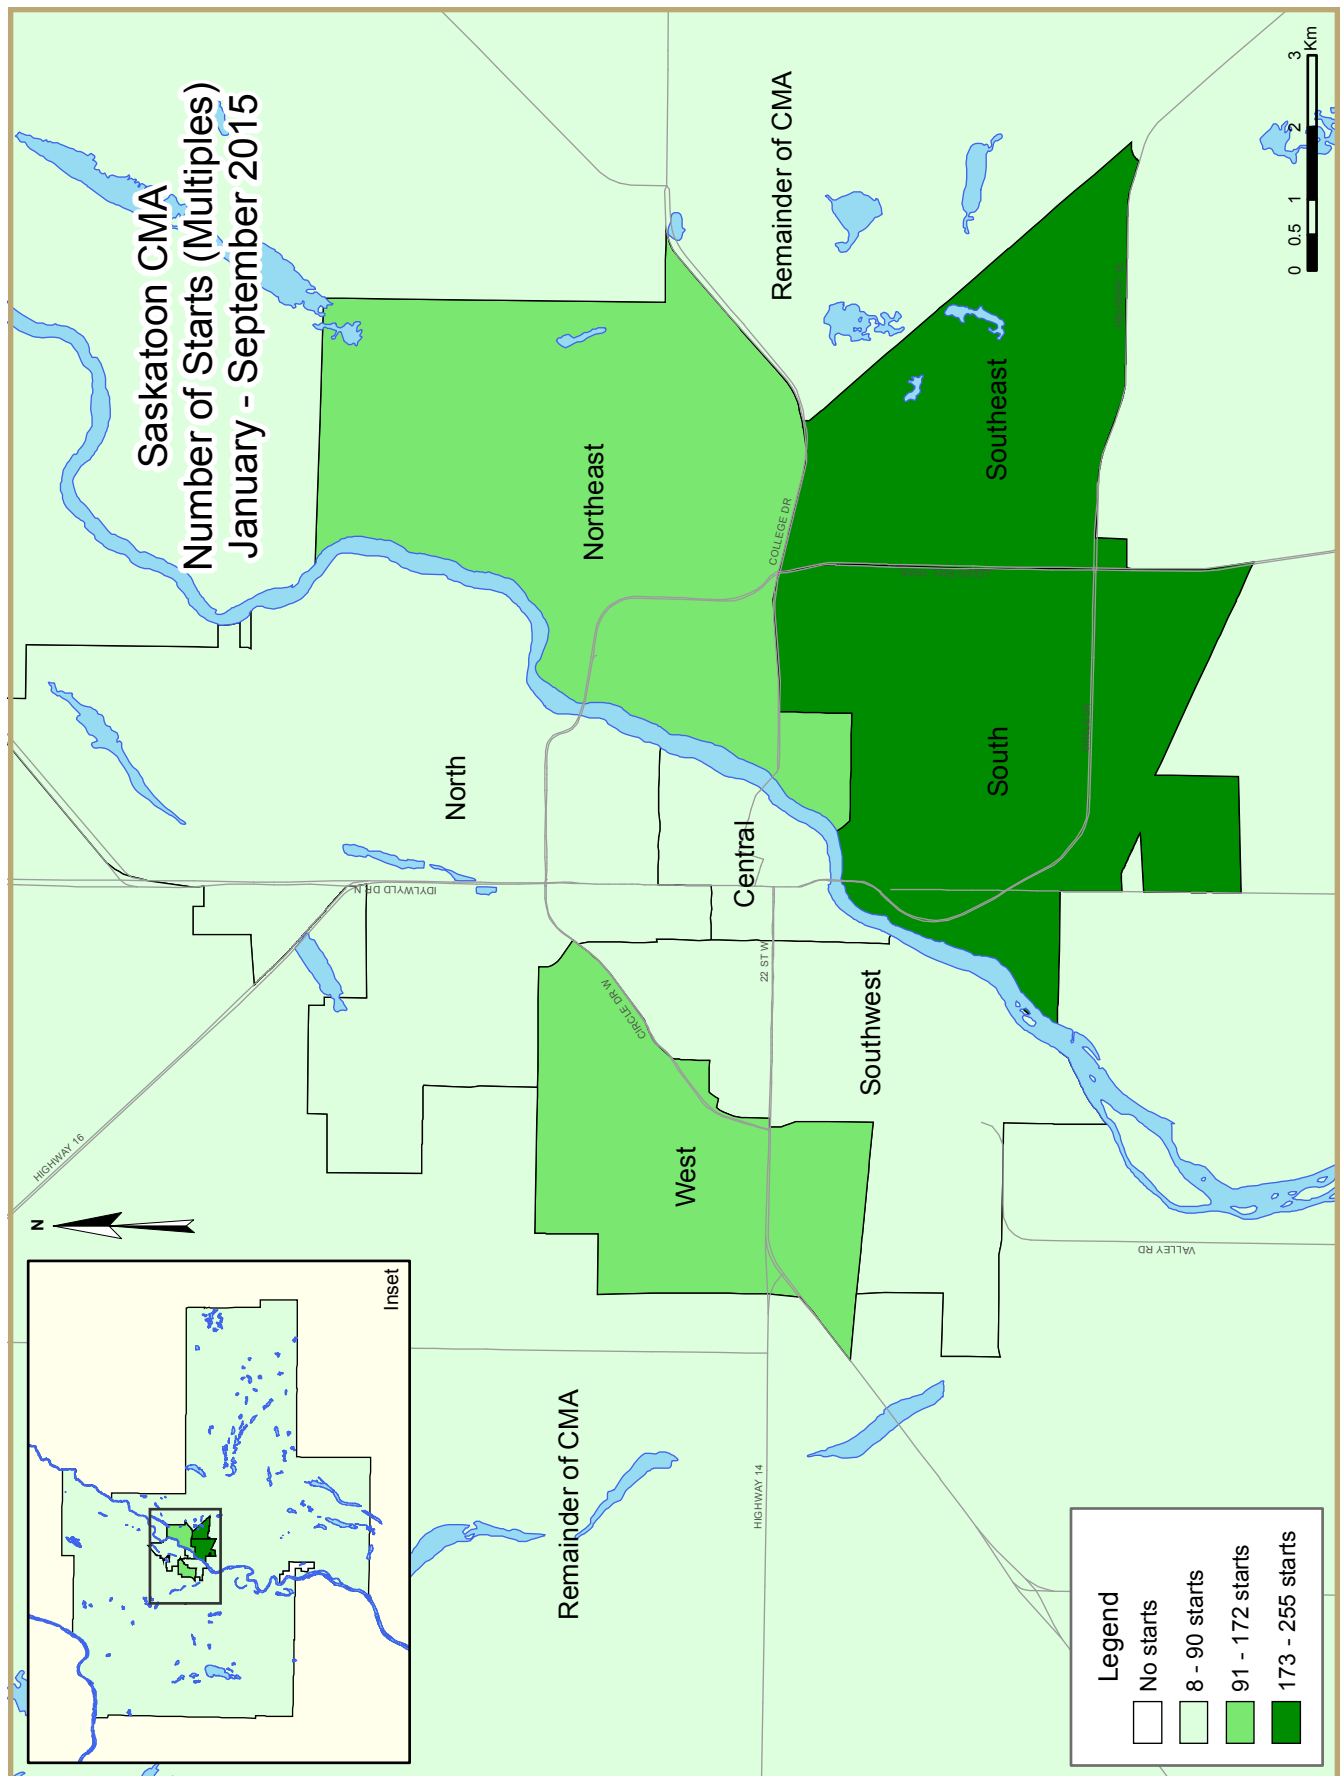 Saskatoon CMA
Number of Starts (Multiples)
January - September 2015
N
Inset
HIGHWAY 16
IDYLWYLD DR N
North
Northeast
Remainder of CMA
CIRCLE DR W
West
22 ST W
Central
COLLEGE DR
Southwest
South
Southeast
Remainder of CMA
HIGHWAY 14
VALLEY RD
Legend
No starts
8 - 90 starts
91 - 172 starts
173 - 255 starts
0 0.5 1 2 3
Km